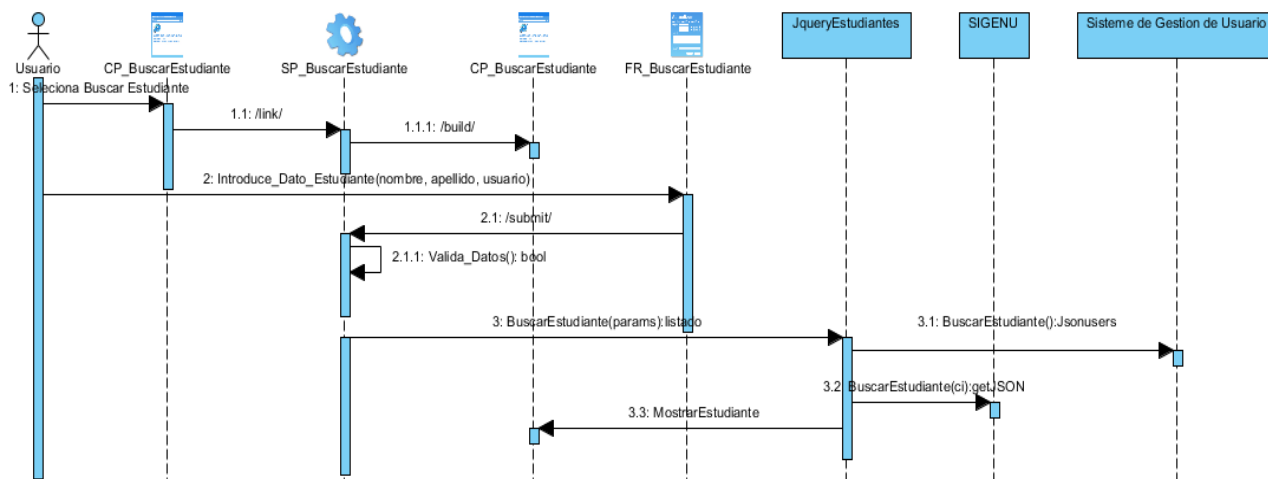 Usuario
CP_BuscarEstudiante
SP_BuscarEstudiante
CP_BuscarEstudiante
FR_BuscarEstudiante
JqueryEstudiantes
SIGENU
Sisteme de Gestion de Usuario
1: Seleciona Buscar Estudiante
1.1: /link/
1.1.1: /build/
2: Introduce_Dato_Estudiante(nombre, apellido, usuario)
2.1: /submit/
2.1.1: Valida_Datos(): bool
3: BuscarEstudiante(params):listado
3.1: BuscarEstudiante():Jsonusers
3.2: BuscarEstudiante(ci):getJSON
3.3: MostrarEstudiante